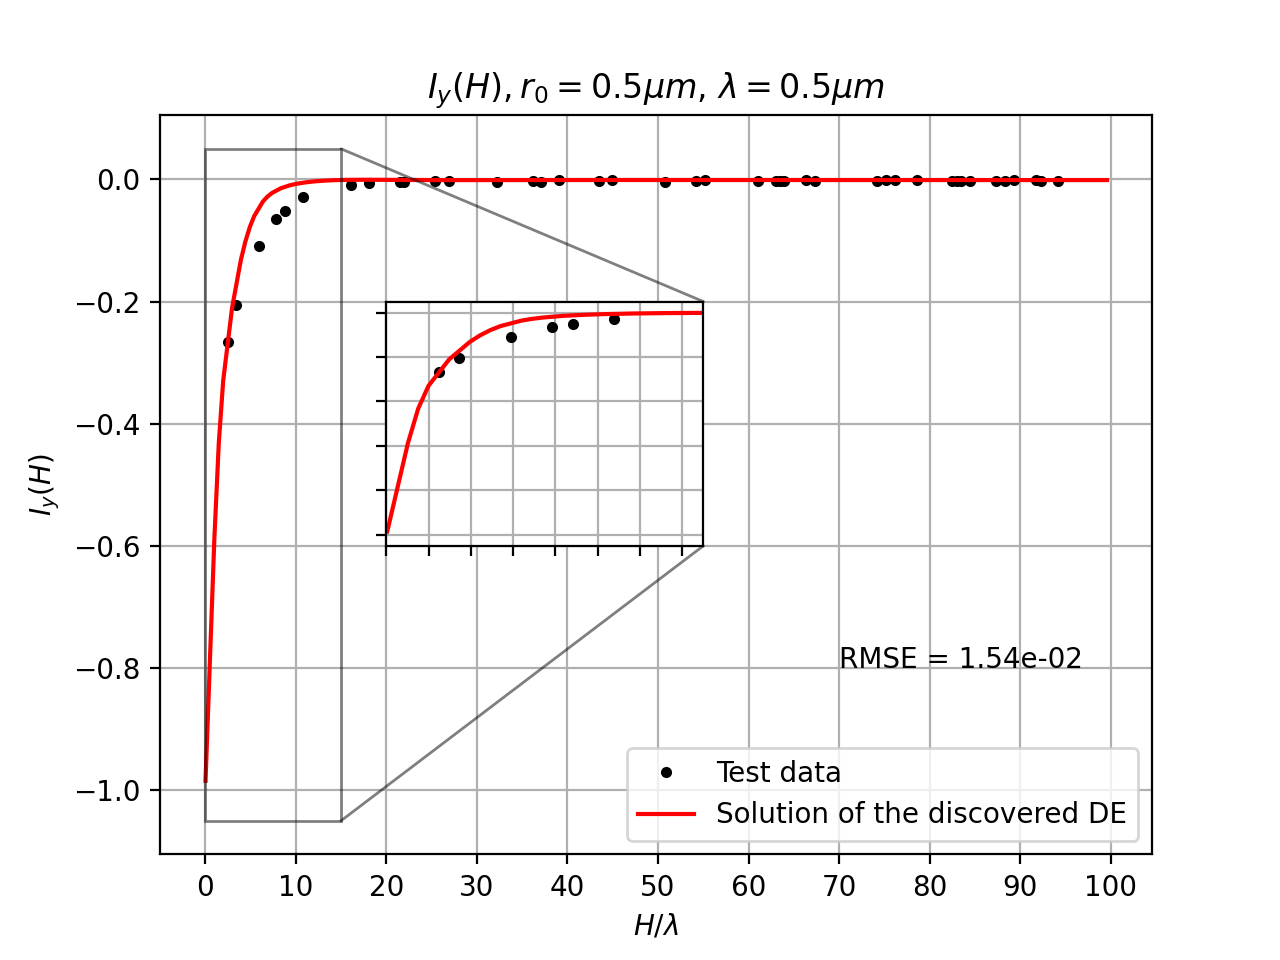 I_y(H), r_0 = 0.5μm, λ = 0.5μm
0.0
−0.2
−0.4
−0.6
−0.8
−1.0
I_y(H)
RMSE = 1.54e-02
Test data
Solution of the discovered DE
0 10 20 30 40 50 60 70 80 90 100
H/λ